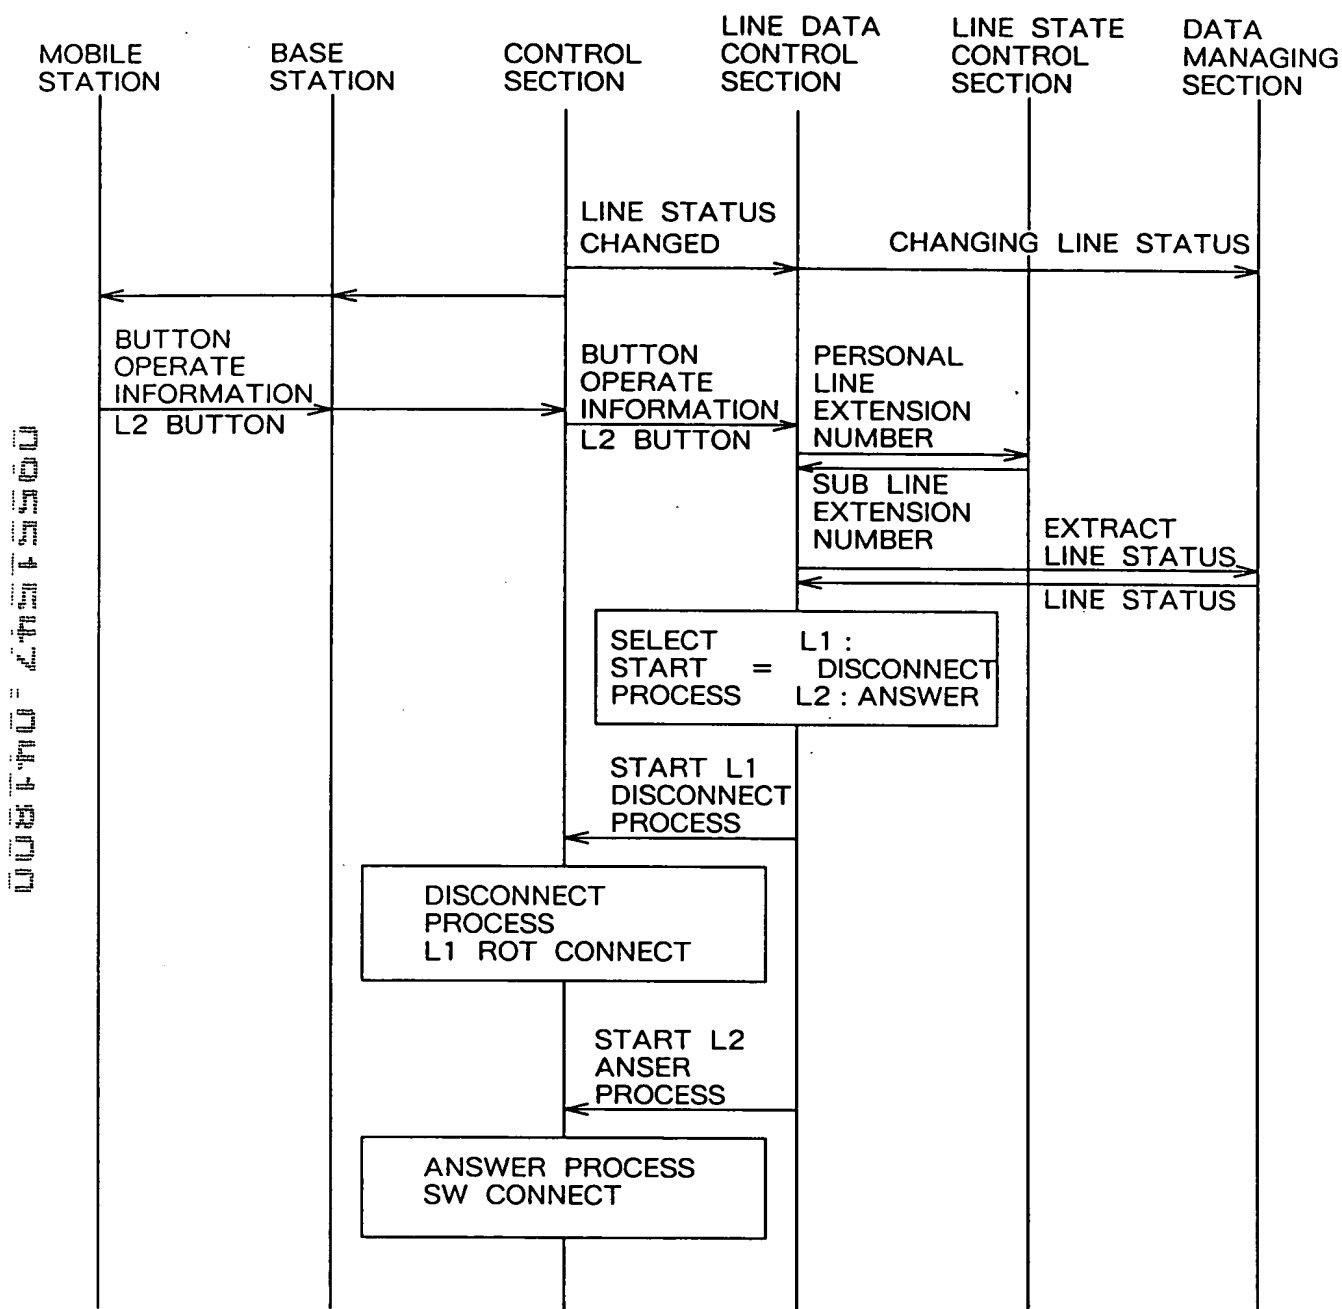 MOBILE
STATION
BASE
STATION
CONTROL
SECTION
LINE DATA
CONTROL
SECTION
LINE STATE
CONTROL
SECTION
DATA
MANAGING
SECTION
LINE STATUS
CHANGED
CHANGING LINE STATUS
BUTTON
OPERATE
INFORMATION
L2 BUTTON
BUTTON
OPERATE
INFORMATION
L2 BUTTON
PERSONAL
LINE
EXTENSION
NUMBER
SUB LINE
EXTENSION
NUMBER
EXTRACT
LINE STATUS
LINE STATUS
SELECT L1 :
START = DISCONNECT
PROCESS L2 : ANSWER
START L1
DISCONNECT
PROCESS
DISCONNECT
PROCESS
L1 ROT CONNECT
START L2
ANSER
PROCESS
ANSWER PROCESS
SW CONNECT